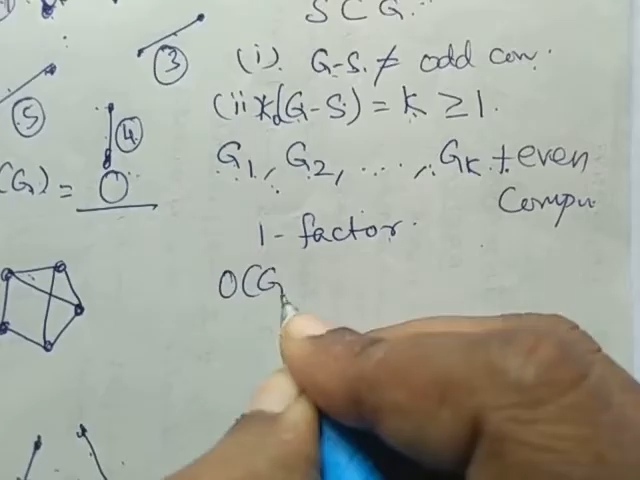 S C G.
③
(i). G-S. ≠ odd com.
⑤
④
(ii) k(G-S) = k ≥ 1.
(G) = 0
G₁, G₂, ...., Gₖ + even
Compu
1 - factor.
O(G